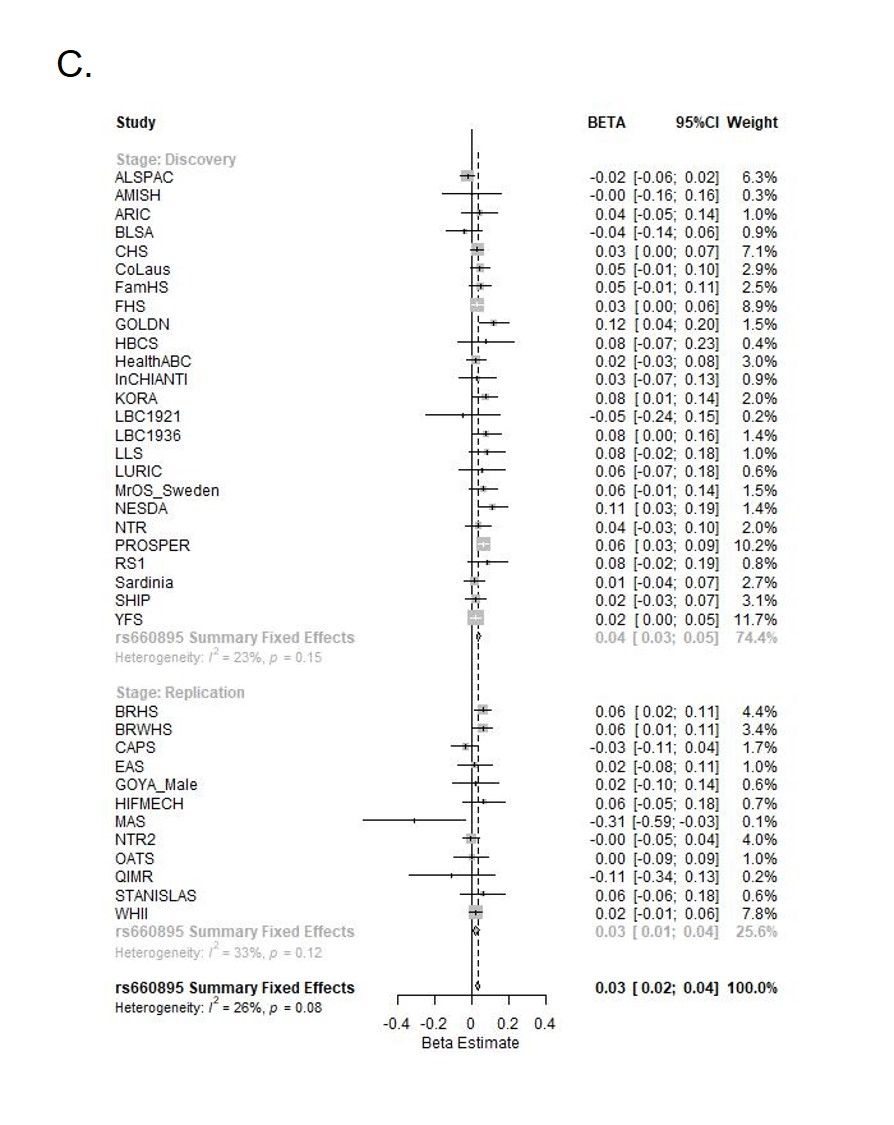 C.
Study BETA 95%CI Weight
Stage: Discovery
ALSPAC -0.02 [-0.06; 0.02] 6.3%
AMISH -0.00 [-0.16; 0.16] 0.3%
ARIC 0.04 [-0.05; 0.14] 1.0%
BLSA -0.04 [-0.14; 0.06] 0.9%
CHS 0.03 [ 0.00; 0.07] 7.1%
CoLaus 0.05 [-0.01; 0.10] 2.9%
FamHS 0.05 [-0.01; 0.11] 2.5%
FHS 0.03 [ 0.00; 0.06] 8.9%
GOLDN 0.12 [ 0.04; 0.20] 1.5%
HBCS 0.08 [-0.07; 0.23] 0.4%
HealthABC 0.02 [-0.03; 0.08] 3.0%
InCHIANTI 0.03 [-0.07; 0.13] 0.9%
KORA 0.08 [ 0.01; 0.14] 2.0%
LBC1921 -0.05 [-0.24; 0.15] 0.2%
LBC1936 0.08 [ 0.00; 0.16] 1.4%
LLS 0.08 [-0.02; 0.18] 1.0%
LURIC 0.06 [-0.07; 0.18] 0.6%
MrOS_Sweden 0.06 [-0.01; 0.14] 1.5%
NESDA 0.11 [ 0.03; 0.19] 1.4%
NTR 0.04 [-0.03; 0.10] 2.0%
PROSPER 0.06 [ 0.03; 0.09] 10.2%
RS1 0.08 [-0.02; 0.19] 0.8%
Sardinia 0.01 [-0.04; 0.07] 2.7%
SHIP 0.02 [-0.03; 0.07] 3.1%
YFS 0.02 [ 0.00; 0.05] 11.7%
rs660895 Summary Fixed Effects 0.04 [ 0.03; 0.05] 74.4%
Heterogeneity: I² = 23%, p = 0.15
Stage: Replication
BRHS 0.06 [ 0.02; 0.11] 4.4%
BRWHS 0.06 [ 0.01; 0.11] 3.4%
CAPS -0.03 [-0.11; 0.04] 1.7%
EAS 0.02 [-0.08; 0.11] 1.0%
GOYA_Male 0.02 [-0.10; 0.14] 0.6%
HIFMECH 0.06 [-0.05; 0.18] 0.7%
MAS -0.31 [-0.59; -0.03] 0.1%
NTR2 -0.00 [-0.05; 0.04] 4.0%
OATS 0.00 [-0.09; 0.09] 1.0%
QIMR -0.11 [-0.34; 0.13] 0.2%
STANISLAS 0.06 [-0.06; 0.18] 0.6%
WHII 0.02 [-0.01; 0.06] 7.8%
rs660895 Summary Fixed Effects 0.03 [ 0.01; 0.04] 25.6%
Heterogeneity: I² = 33%, p = 0.12
rs660895 Summary Fixed Effects 0.03 [ 0.02; 0.04] 100.0%
Heterogeneity: I² = 26%, p = 0.08
-0.4 -0.2 0 0.2 0.4
Beta Estimate